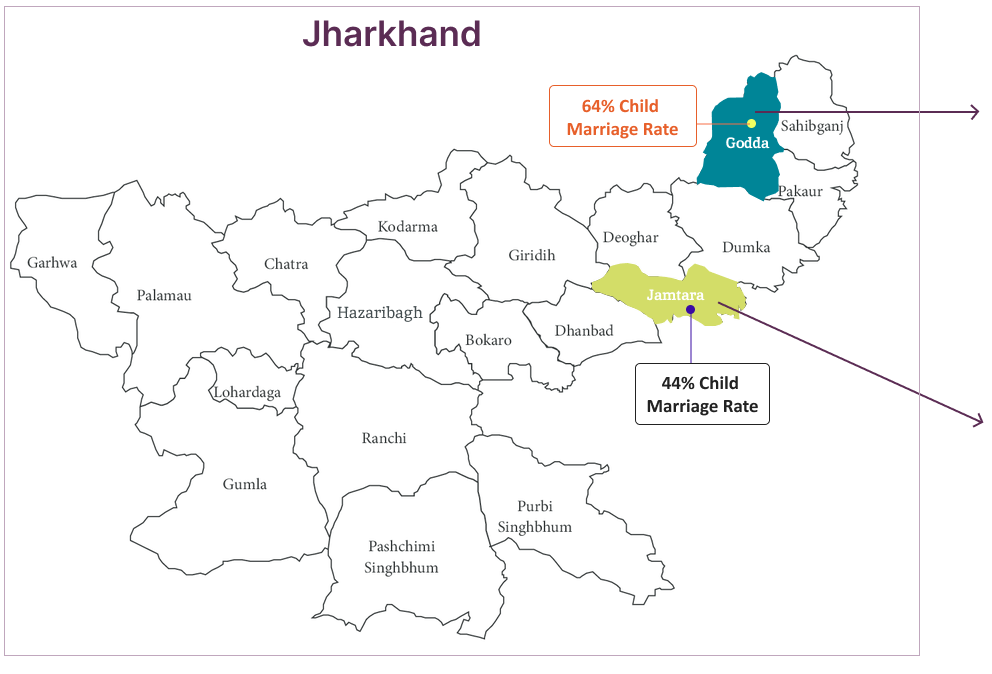 Jharkhand
64% Child
Marriage Rate
Sahibganj
Godda
Pakaur
Kodarma
Deoghar
Dumka
Giridih
Garhwa
Chatra
Palamau
Jamtara
Hazaribagh
Dhanbad
Bokaro
44% Child
Marriage Rate
Lohardaga
Ranchi
Gumla
Purbi
Singhbhum
Pashchimi
Singhbhum